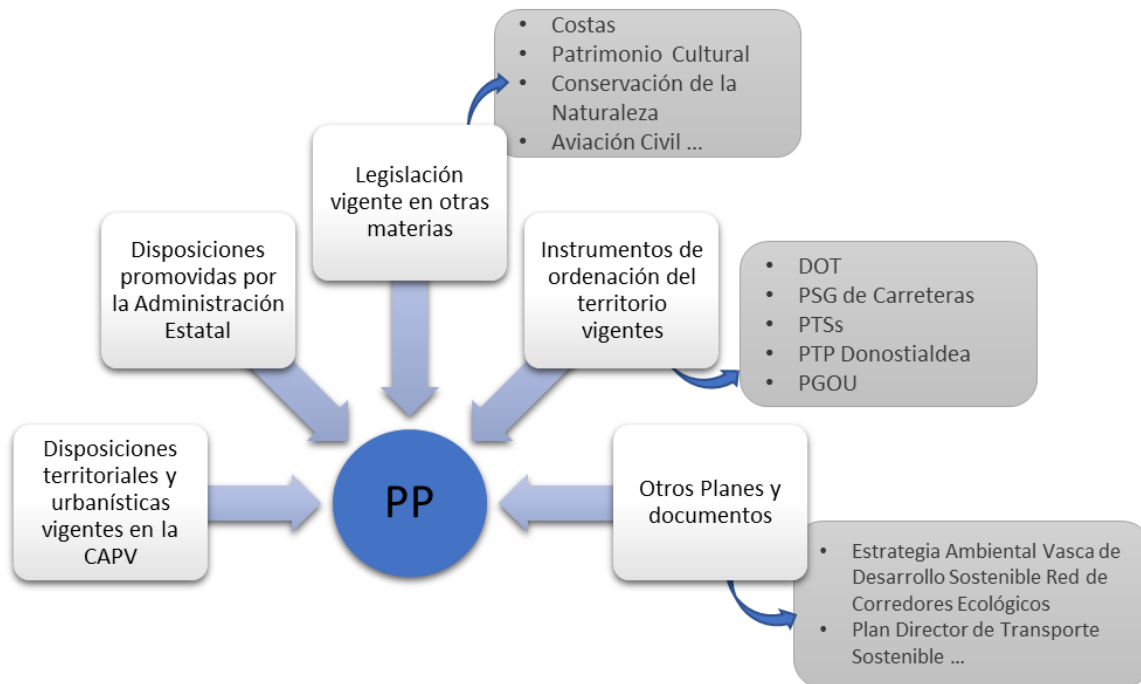 • Costas
• Patrimonio Cultural
• Conservación de la
Naturaleza
• Aviación Civil ...
Legislación
vigente en otras
materias
Disposiciones
promovidas por
la Administración
Estatal
Instrumentos de
ordenación del
territorio
vigentes
• DOT
• PSG de Carreteras
• PTSs
• PTP Donostialdea
• PGOU
Disposiciones
territoriales y
urbanísticas
vigentes en la
CAPV
PP
Otros Planes y
documentos
• Estrategia Ambiental Vasca de
Desarrollo Sostenible Red de
Corredores Ecológicos
• Plan Director de Transporte
Sostenible ...